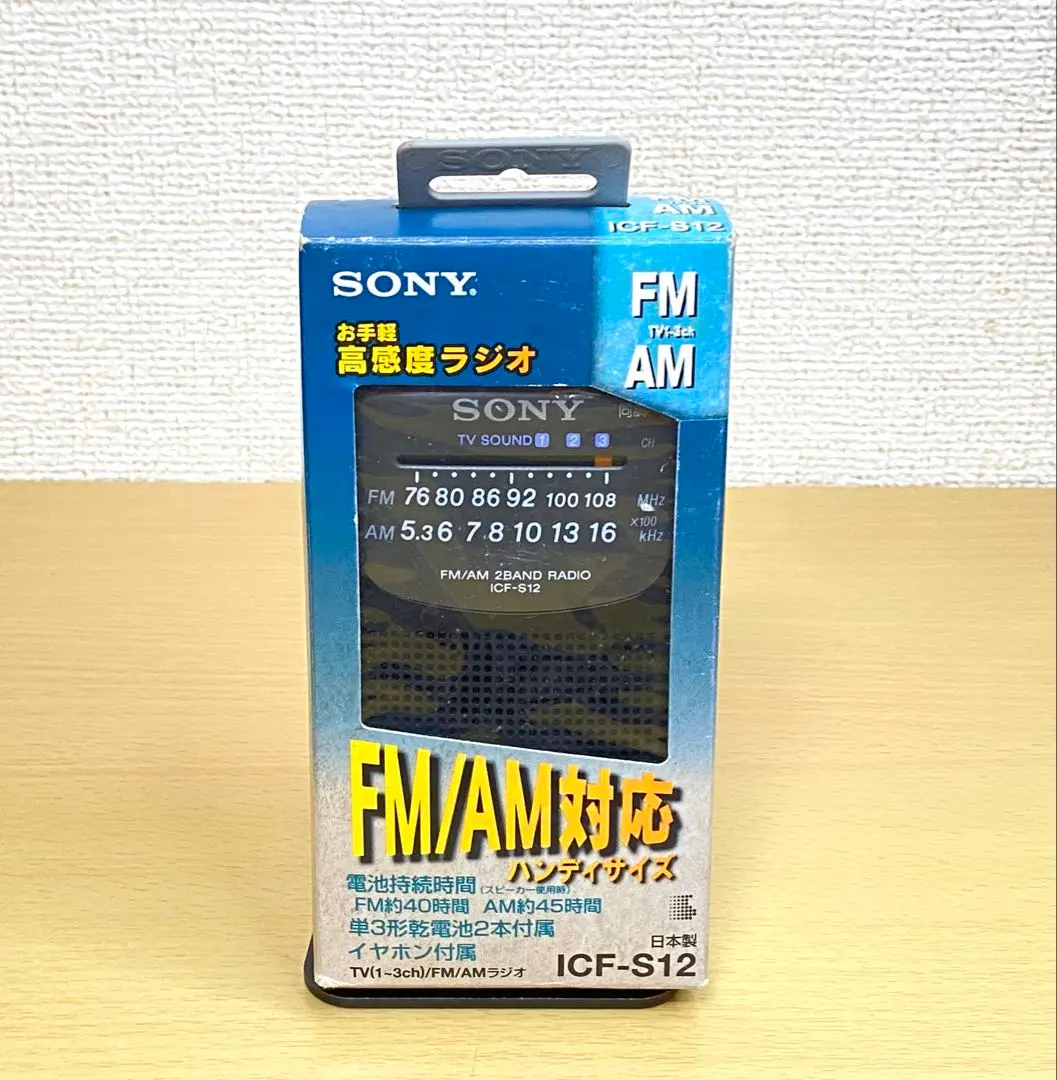 SONY
AM
ICF-S12
SONY®
FM
TV1-3ch
AM
お手軽
高感度ラジオ
SONY
TV SOUND 1 2 3 CH
FM 76 80 86 92 100 108 MHz
AM 5.3 6 7 8 10 13 16 ×100 kHz
FM/AM 2BAND RADIO
ICF-S12
FM/AM対応
ハンディサイズ
電池持続時間(スピーカー使用時)
FM約40時間 AM約45時間
単3形乾電池2本付属
イヤホン付属
日本製
TV(1~3ch)/FM/AMラジオ ICF-S12